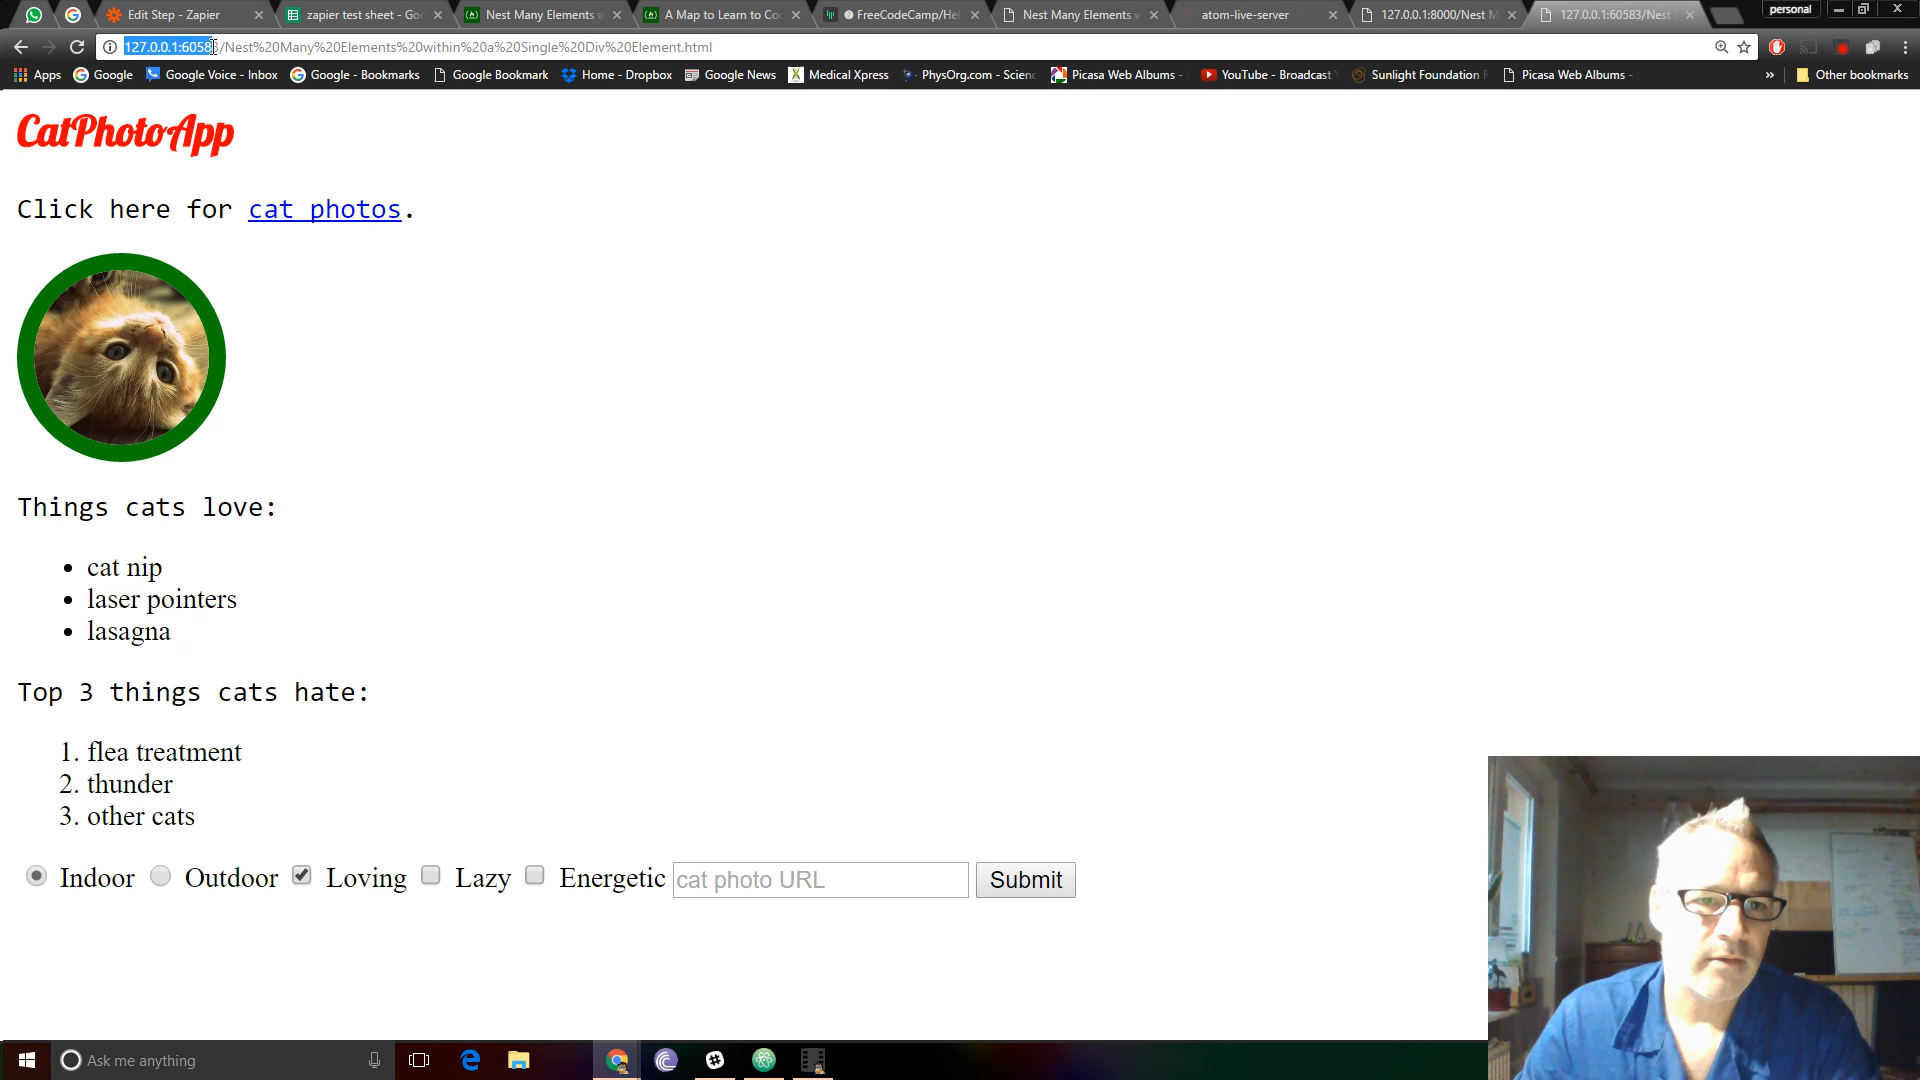 Edit Step - Zapier
zapier test sheet - Go
Nest Many Elements w
A Map to Learn to Co
FreeCodeCamp/He
Nest Many Elements w
atom-live-server
127.0.0.1:8000/Nest M
127.0.0.1:60583/Nest
personal
127.0.0.1:60583/Nest%20Many%20Elements%20within%20a%20Single%20Div%20Element.html
Apps
Google
Google Voice - Inbox
Google - Bookmarks
Google Bookmark
Home - Dropbox
Google News
Medical Xpress
PhysOrg.com - Scienc
Picasa Web Albums -
YouTube - Broadcast
Sunlight Foundation
Picasa Web Albums -
»
Other bookmarks
CatPhotoApp
Click here for cat photos.
Things cats love:
• cat nip
• laser pointers
• lasagna
Top 3 things cats hate:
1. flea treatment
2. thunder
3. other cats
Indoor Outdoor Loving Lazy Energetic cat photo URL Submit
Ask me anything